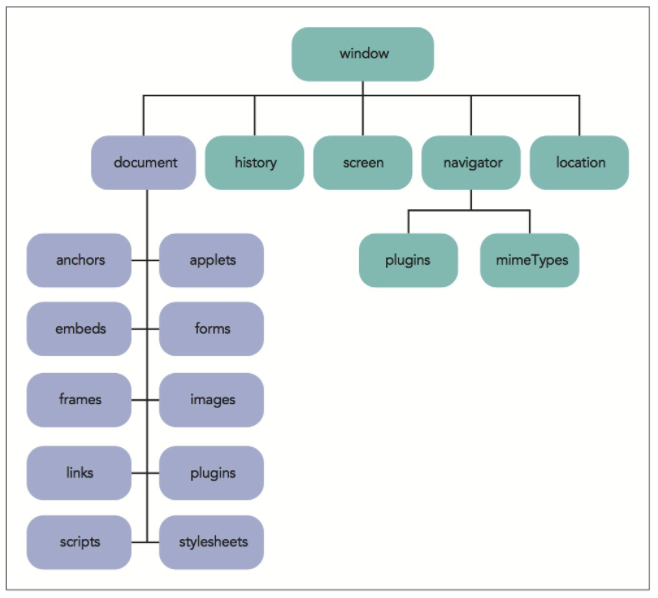 window
document
history
screen
navigator
location
plugins
mimeTypes
anchors
applets
embeds
forms
frames
images
links
plugins
scripts
stylesheets